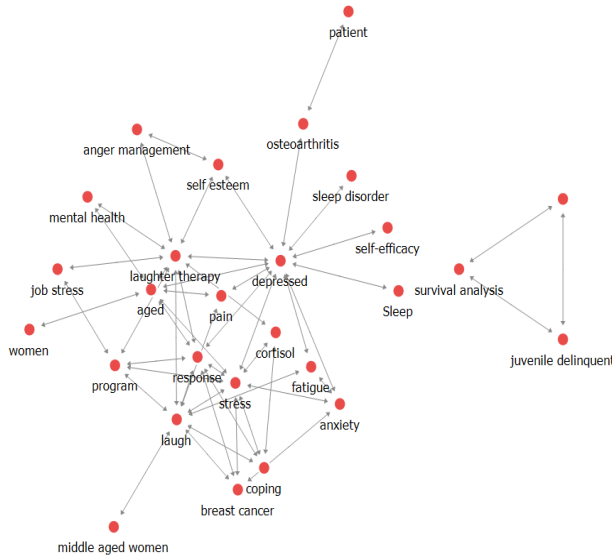 patient
osteoarthritis
anger management
self esteem
sleep disorder
mental health
self-efficacy
laughter therapy
depressed
survival analysis
job stress
aged
pain
Sleep
women
cortisol
juvenile delinquent
program
response
fatigue
stress
anxiety
laugh
coping
breast cancer
middle aged women